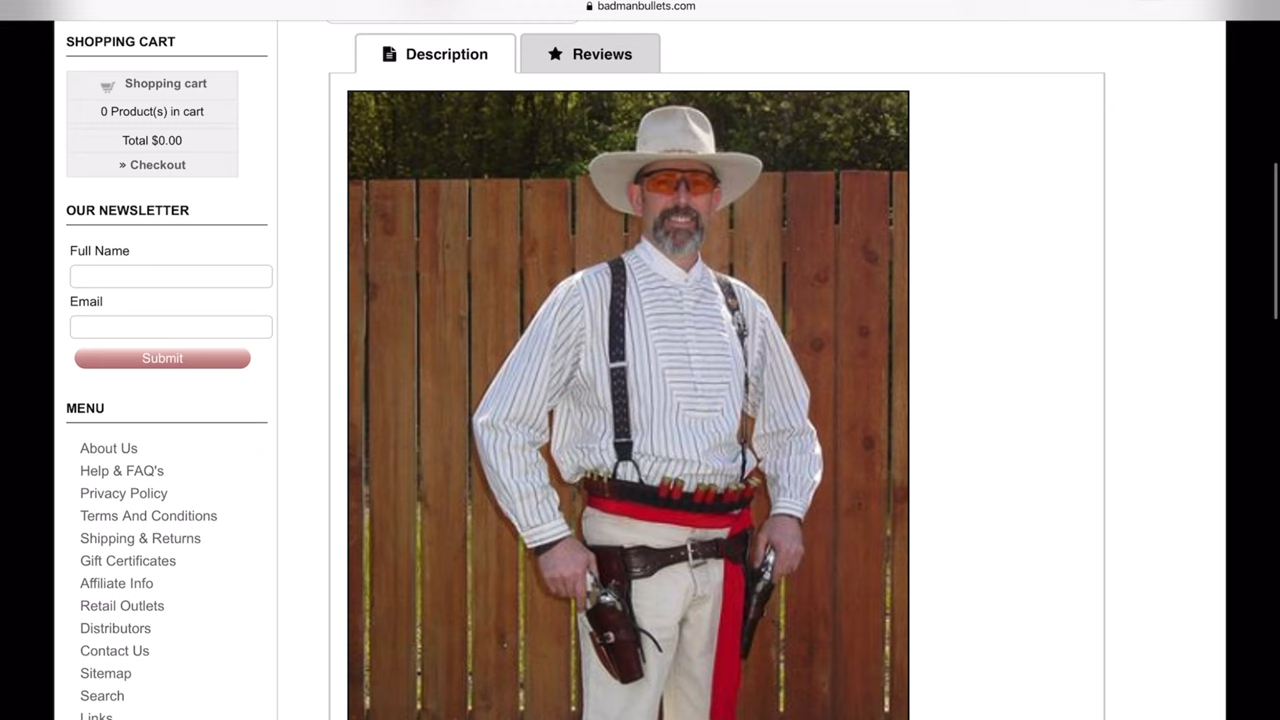 badmanbullets.com
SHOPPING CART
Shopping cart
0 Product(s) in cart
Total $0.00
» Checkout
OUR NEWSLETTER
Full Name
Email
Submit
MENU
About Us
Help & FAQ's
Privacy Policy
Terms And Conditions
Shipping & Returns
Gift Certificates
Affiliate Info
Retail Outlets
Distributors
Contact Us
Sitemap
Search
Links
Description
Reviews